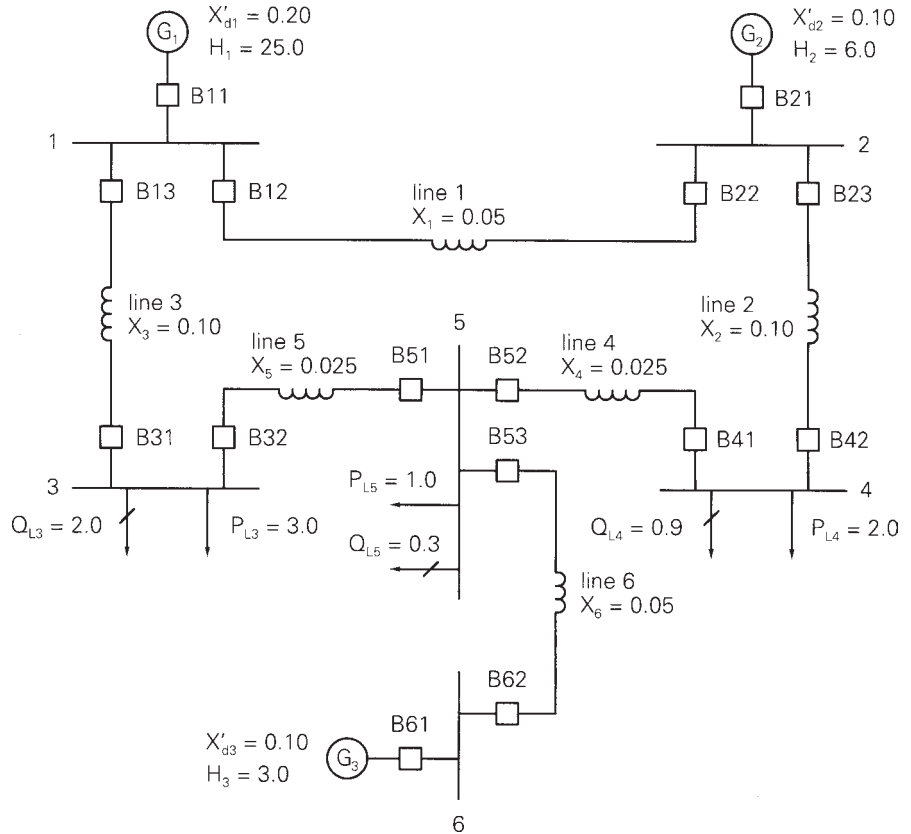 G₁
X'd1 = 0.20
H₁ = 25.0
B11
G₂
X'd2 = 0.10
H₂ = 6.0
B21
1
2
B13
B12
B22
B23
line 1
X₁ = 0.05
line 3
X₃ = 0.10
line 2
X₂ = 0.10
5
line 5
X₅ = 0.025
B51
B52
line 4
X₄ = 0.025
B31
B32
B53
B41
B42
3
4
QL3 = 2.0
PL3 = 3.0
PL5 = 1.0
QL5 = 0.3
QL4 = 0.9
PL4 = 2.0
line 6
X₆ = 0.05
B62
B61
G₃
X'd3 = 0.10
H₃ = 3.0
6